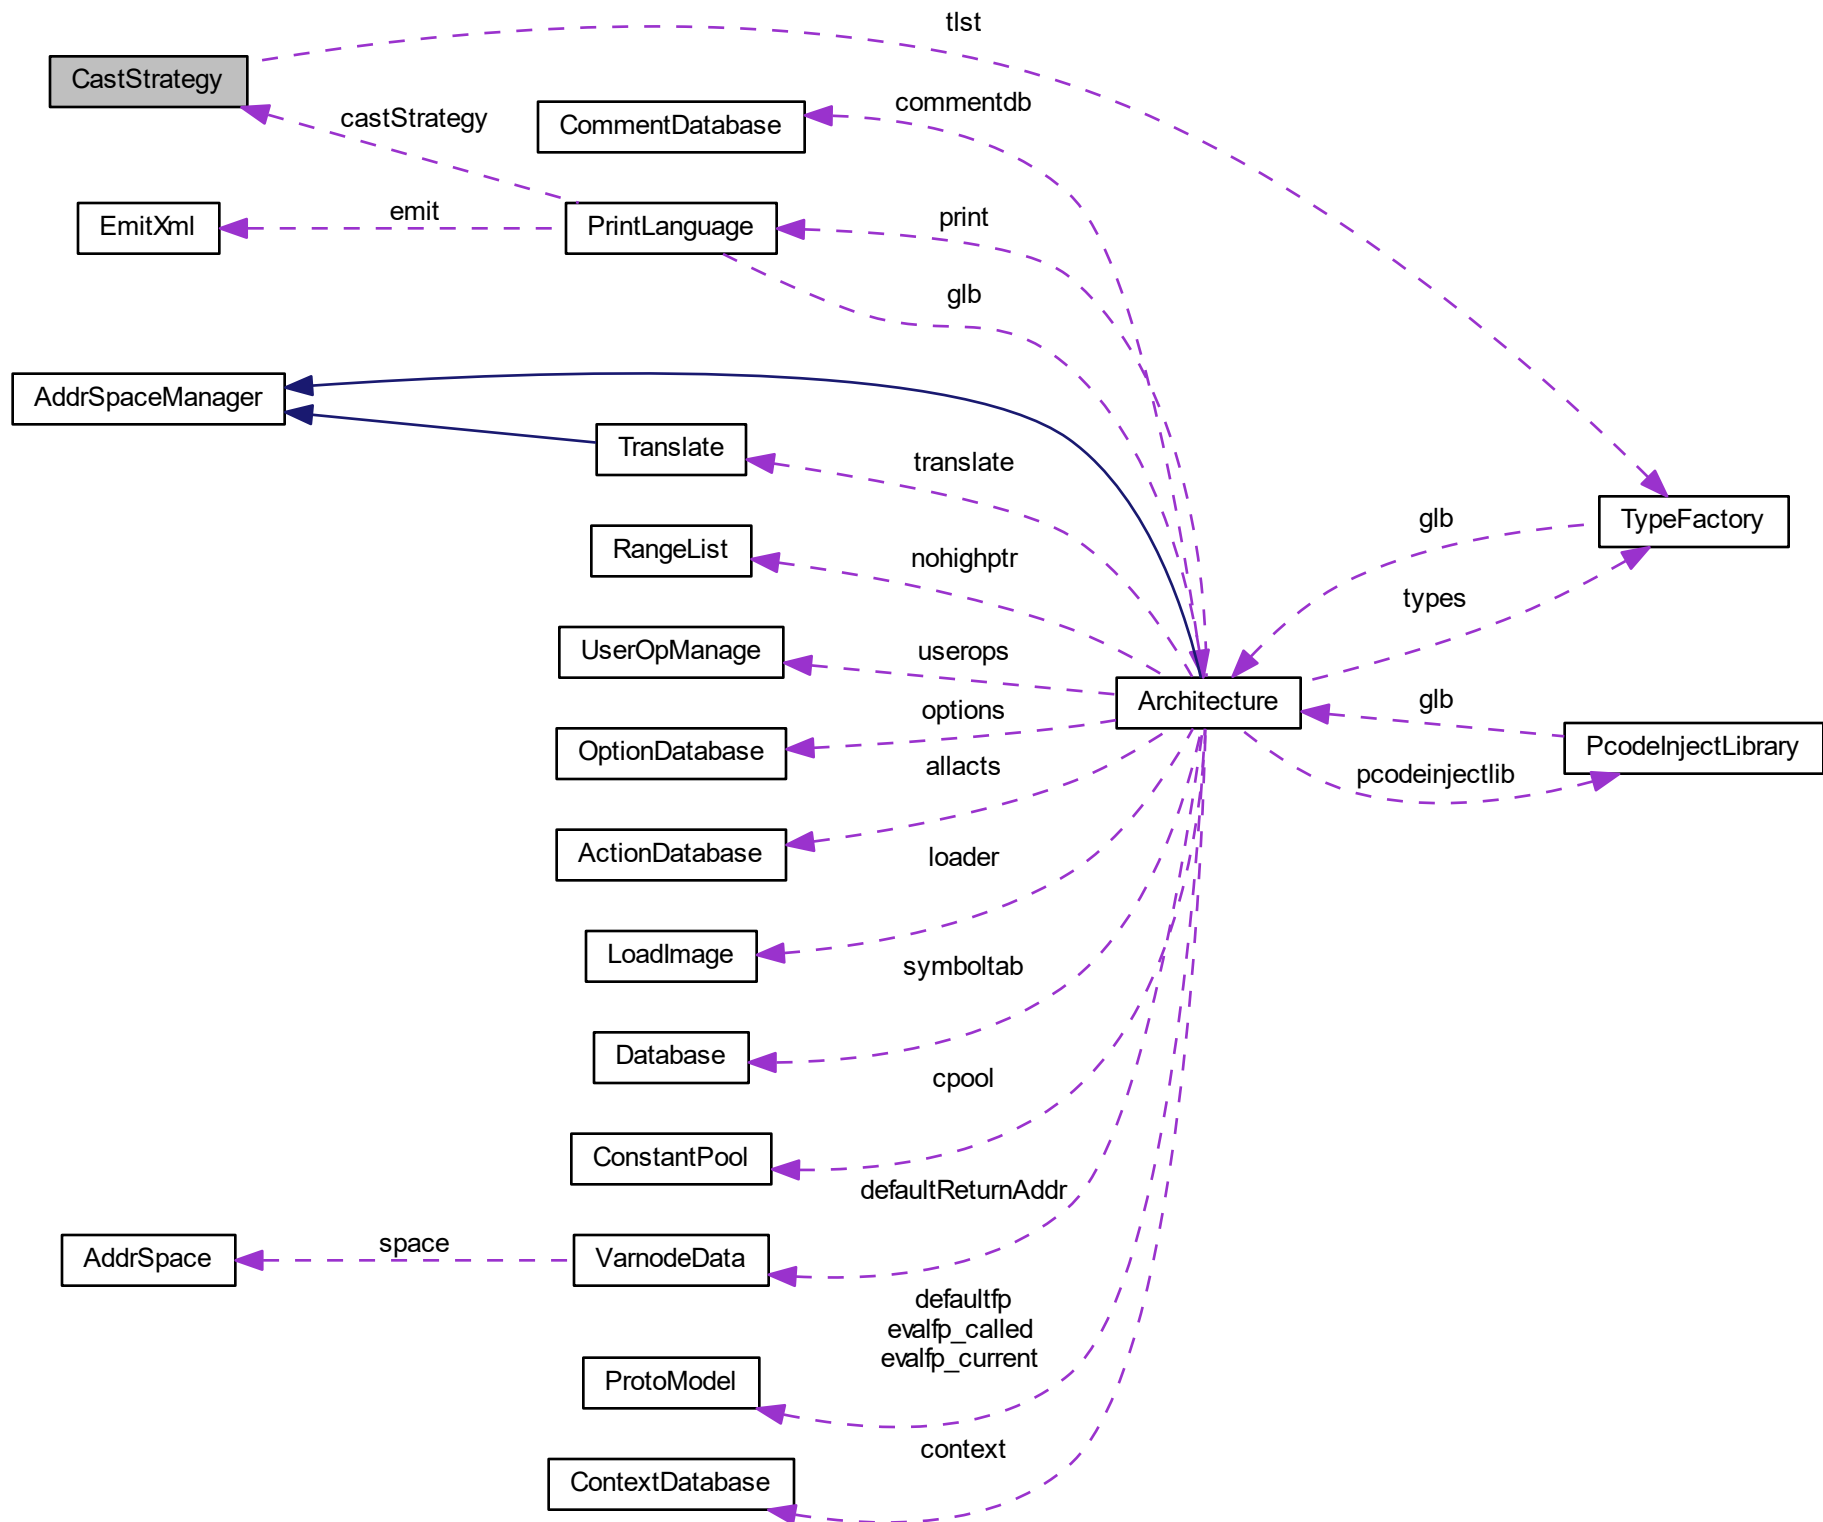 tlst
CastStrategy
commentdb
castStrategy
CommentDatabase
emit
print
EmitXml
PrintLanguage
glb
AddrSpaceManager
Translate
translate
TypeFactory
glb
RangeList
nohighptr
types
UserOpManage
userops
Architecture
glb
options
OptionDatabase
PcodeInjectLibrary
allacts
pcodeinjectlib
ActionDatabase
loader
LoadImage
symboltab
Database
cpool
ConstantPool
defaultReturnAddr
space
AddrSpace
VarnodeData
defaultfp
evalfp_called
evalfp_current
ProtoModel
context
ContextDatabase